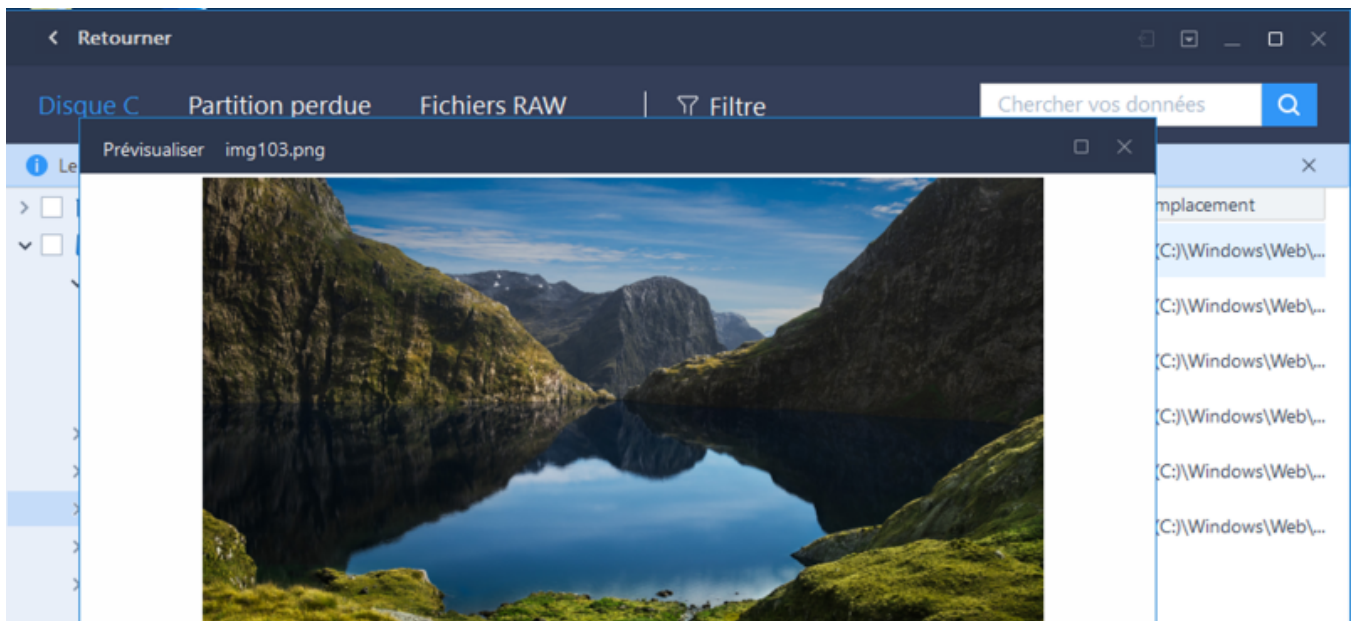 Retourner
Disque C Partition perdue Fichiers RAW Filtre Chercher vos données
Prévisualiser img103.png
Le
mplacement
(C:)\Windows\Web\...
(C:)\Windows\Web\...
(C:)\Windows\Web\...
(C:)\Windows\Web\...
(C:)\Windows\Web\...
(C:)\Windows\Web\...